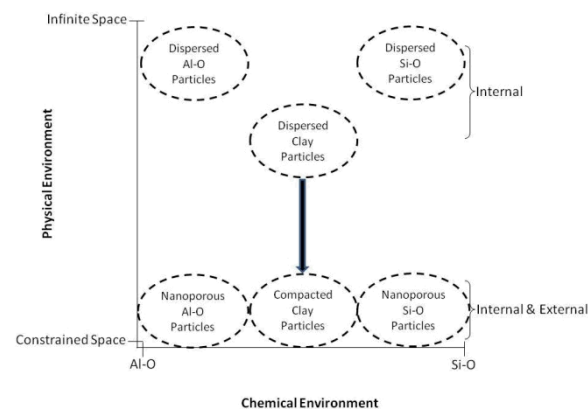 Infinite Space
Dispersed
Al-O
Particles
Dispersed
Si-O
Particles
Internal
Dispersed
Clay
Particles
Physical Environment
Nanoporous
Al-O
Particles
Compacted
Clay
Particles
Nanoporous
Si-O
Particles
Internal & External
Constrained Space
Al-O
Si-O
Chemical Environment